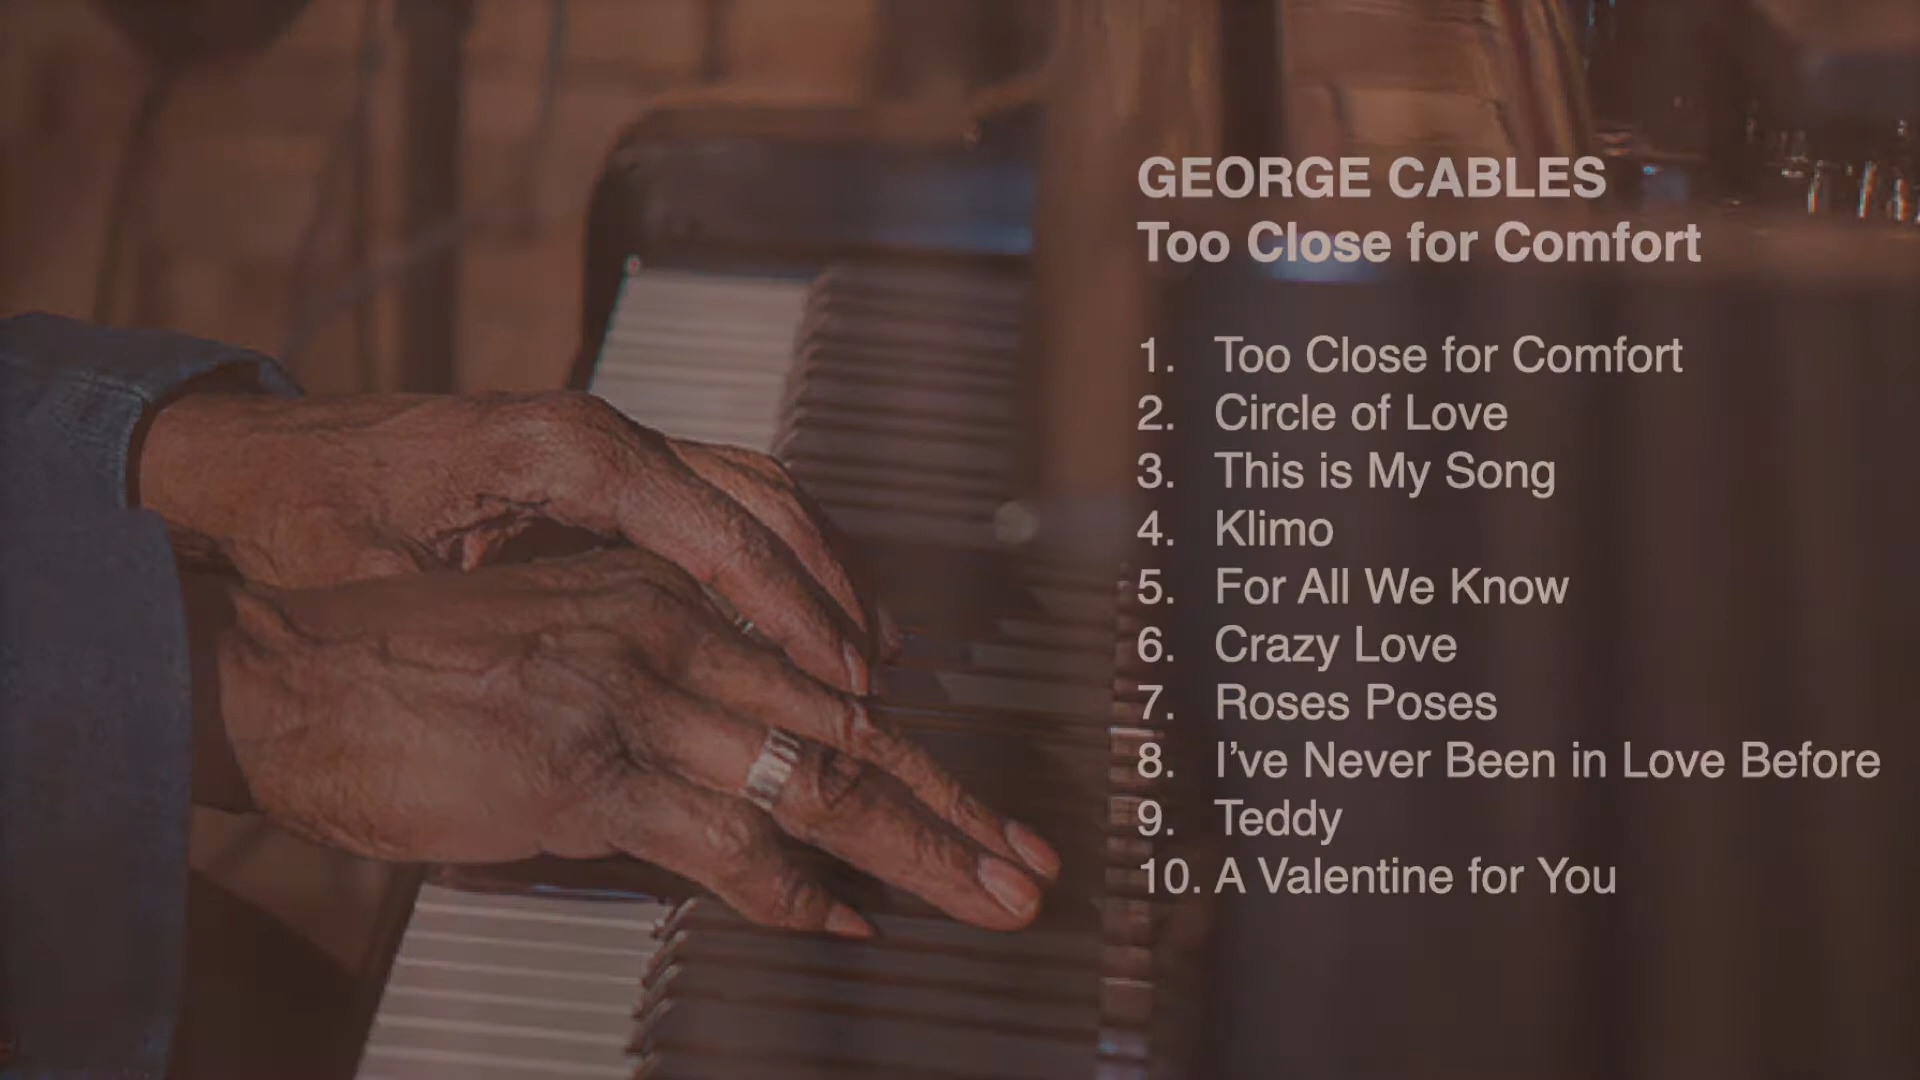 GEORGE CABLES
Too Close for Comfort
1. Too Close for Comfort
2. Circle of Love
3. This is My Song
4. Klimo
5. For All We Know
6. Crazy Love
7. Roses Poses
8. I’ve Never Been in Love Before
9. Teddy
10. A Valentine for You